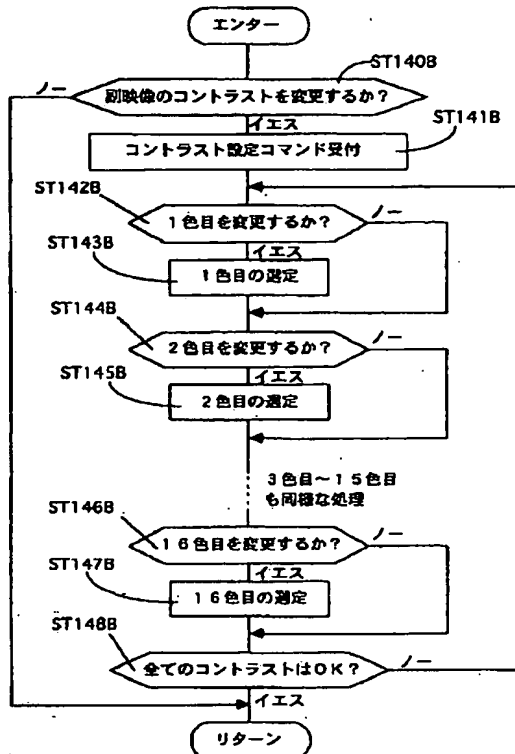 エンター
ST140B
ノー
副映像のコントラストを変更するか？
イエス
ST141B
コントラスト設定コマンド受付
ST142B
1色目を変更するか？
ノー
イエス
ST143B
1色目の選定
ST144B
2色目を変更するか？
ノー
イエス
ST145B
2色目の選定
3色目～15色目
も同様な処理
ST146B
16色目を変更するか？
ノー
イエス
ST147B
16色目の選定
ST148B
全てのコントラストはOK？
ノー
イエス
リターン